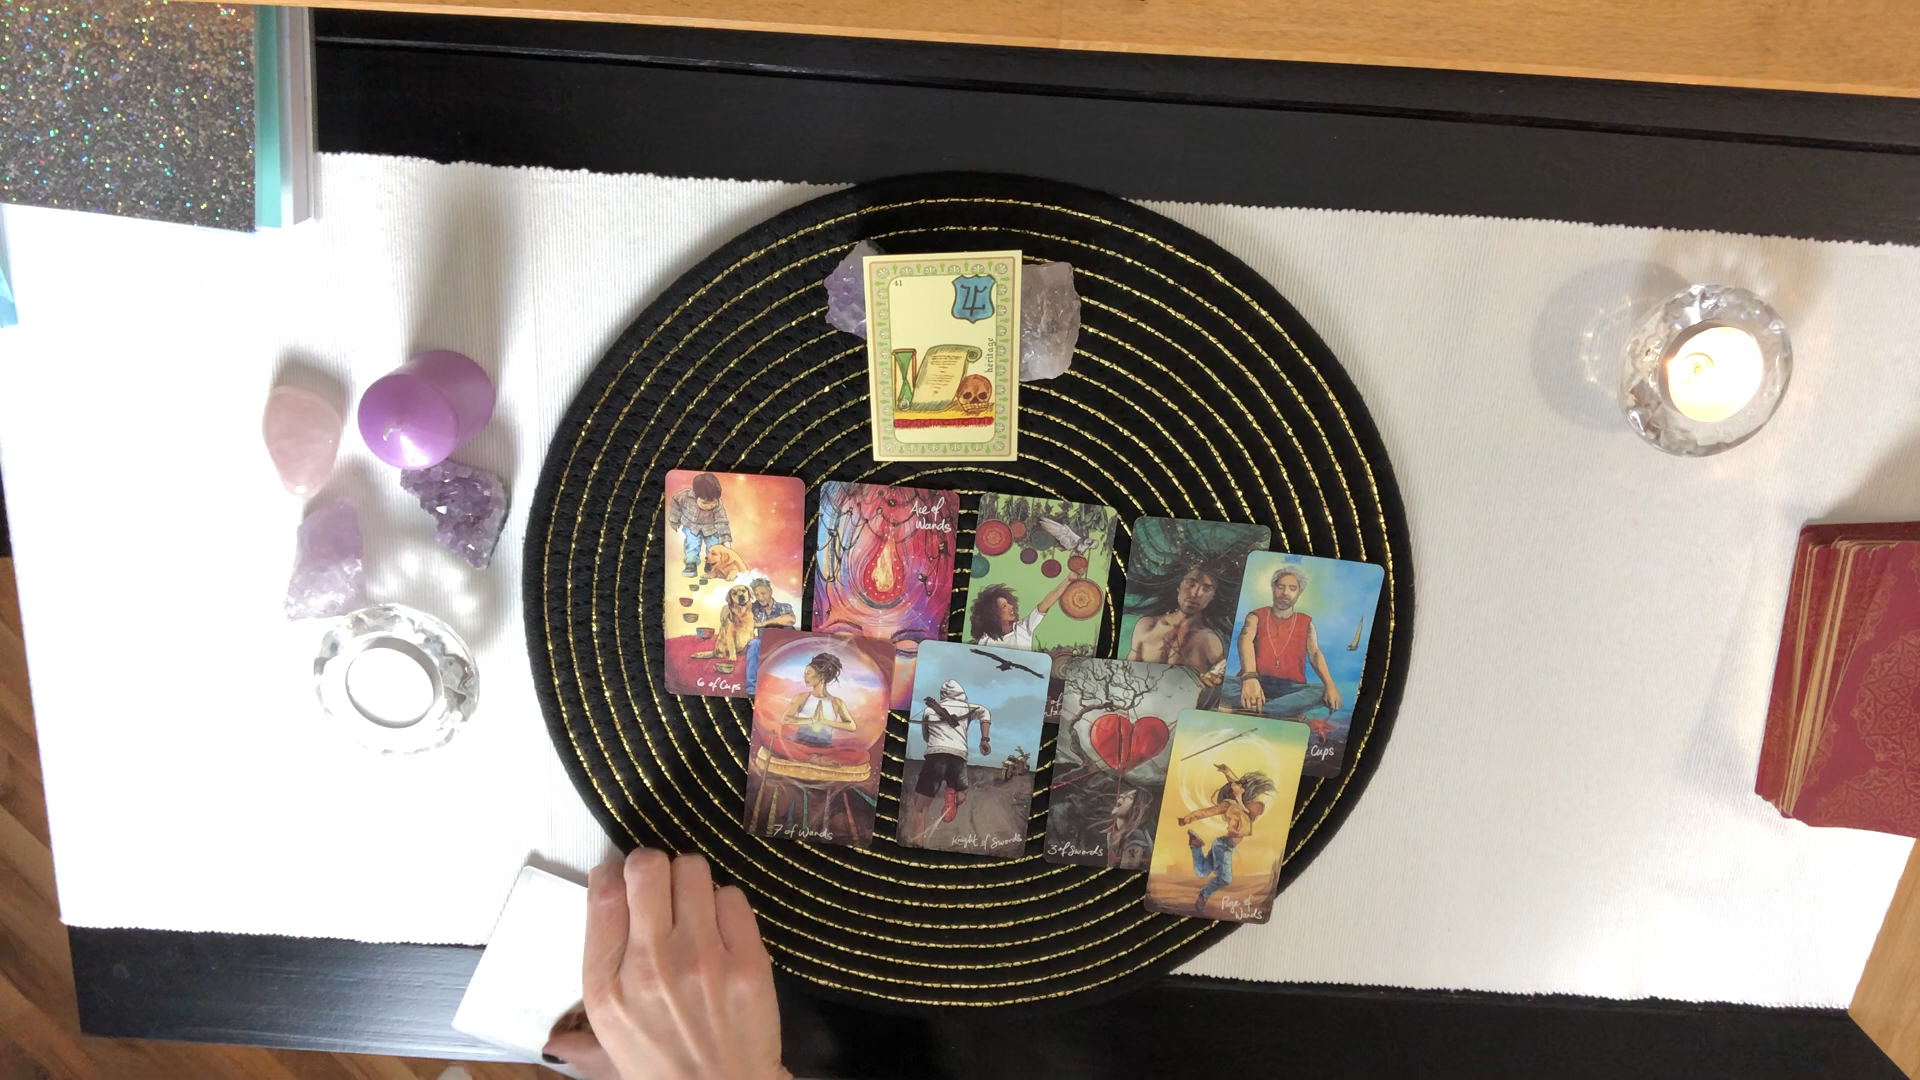 41
heritage
Ace of
Wands
6 of Cups
Cups
7 of Wands
Knight of Swords
3 of Swords
Page of
Wands